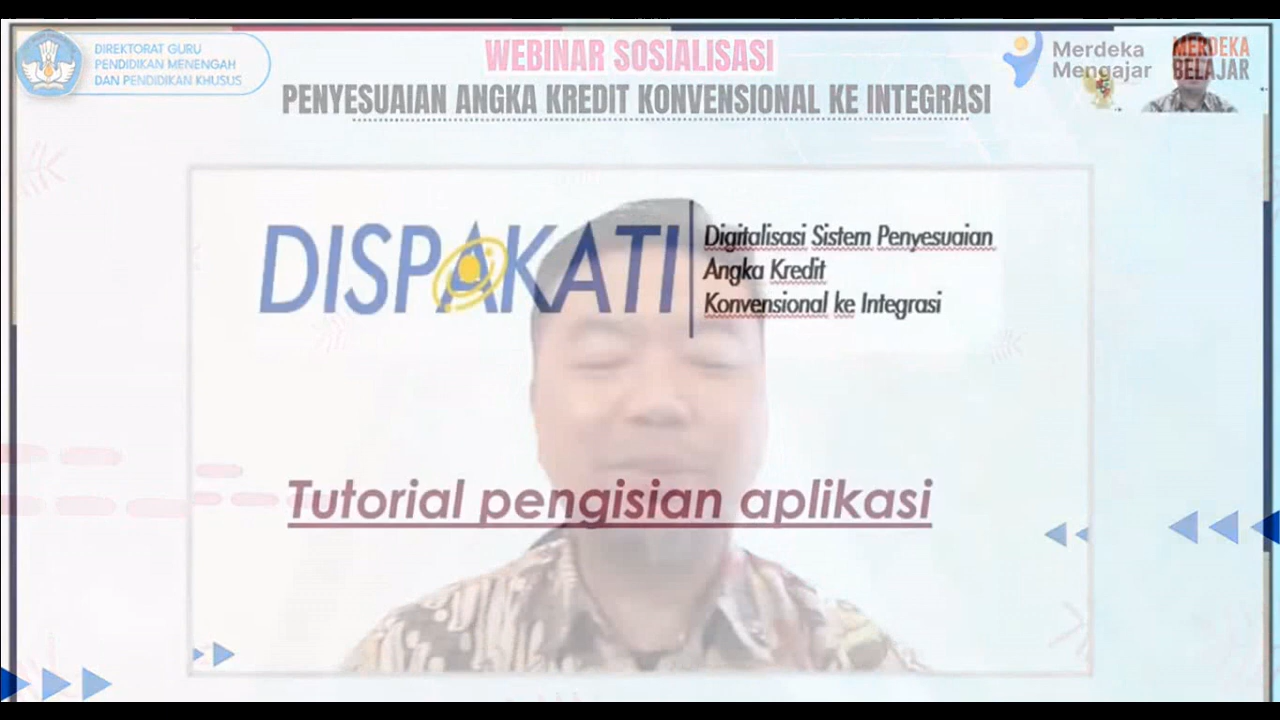 DIREKTORAT GURU
PENDIDIKAN MENENGAH
DAN PENDIDIKAN KHUSUS
WEBINAR SOSIALISASI
PENYESUAIAN ANGKA KREDIT KONVENSIONAL KE INTEGRASI
Merdeka
Mengajar
MERDEKA
BELAJAR
DISPAKATI
Digitalisasi Sistem Penyesuaian
Angka Kredit
Konvensional ke Integrasi
Tutorial pengisian aplikasi